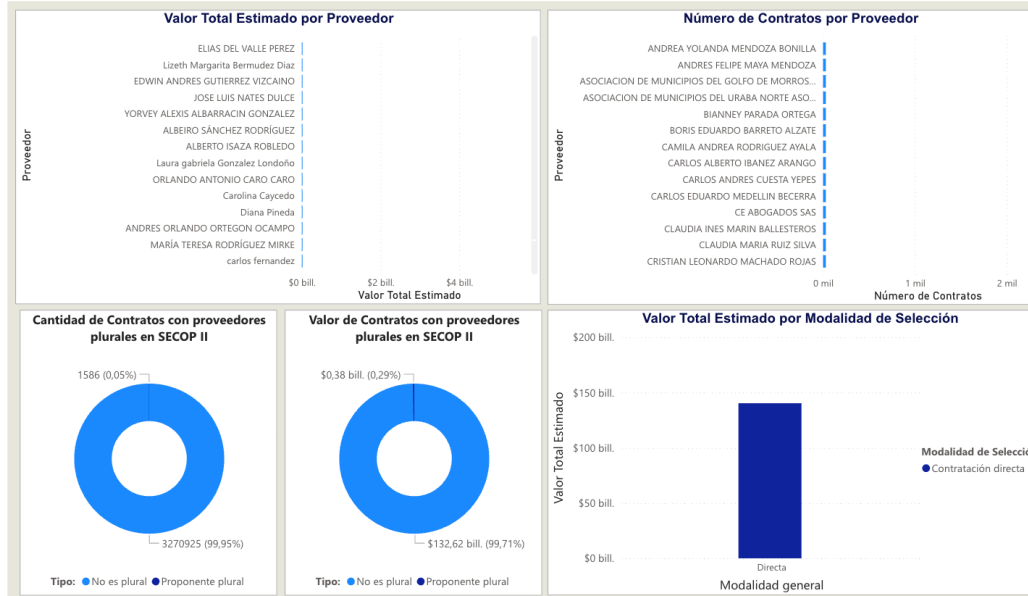 Valor Total Estimado por Proveedor
Proveedor
ELIAS DEL VALLE PEREZ
Lizeth Margarita Bermudez Diaz
EDWIN ANDRES GUTIERREZ VIZCAINO
JOSE LUIS NATES DULCE
YORVEY ALEXIS ALBARRACIN GONZALEZ
ALBEIRO SÁNCHEZ RODRÍGUEZ
ALBERTO ISAZA ROBLEDO
Laura gabriela Gonzalez Londoño
ORLANDO ANTONIO CARO CARO
Carolina Caycedo
Diana Pineda
ANDRES ORLANDO ORTEGON OCAMPO
MARÍA TERESA RODRÍGUEZ MIRKE
carlos fernandez
$0 bill. $2 bill. $4 bill.
Valor Total Estimado
Número de Contratos por Proveedor
Proveedor
ANDREA YOLANDA MENDOZA BONILLA
ANDRES FELIPE MAYA MENDOZA
ASOCIACION DE MUNICIPIOS DEL GOLFO DE MORROS...
ASOCIACION DE MUNICIPIOS DEL URABA NORTE ASO...
BIANNEY PARADA ORTEGA
BORIS EDUARDO BARRETO ALZATE
CAMILA ANDREA RODRIGUEZ AYALA
CARLOS ALBERTO IBANEZ ARANGO
CARLOS ANDRES CUESTA YEPES
CARLOS EDUARDO MEDELLIN BECERRA
CE ABOGADOS SAS
CLAUDIA INES MARIN BALLESTEROS
CLAUDIA MARIA RUIZ SILVA
CRISTIAN LEONARDO MACHADO ROJAS
0 mil 1 mil 2 mil
Número de Contratos
Cantidad de Contratos con proveedores
plurales en SECOP II
1586 (0,05%)
3270925 (99,95%)
Tipo: No es plural Proponente plural
Valor de Contratos con proveedores
plurales en SECOP II
$0,38 bill. (0,29%)
$132,62 bill. (99,71%)
Tipo: No es plural Proponente plural
Valor Total Estimado por Modalidad de Selección
Valor Total Estimado
$200 bill.
$150 bill.
$100 bill.
$50 bill.
$0 bill.
Directa
Modalidad general
Modalidad de Selecció
Contratación directa